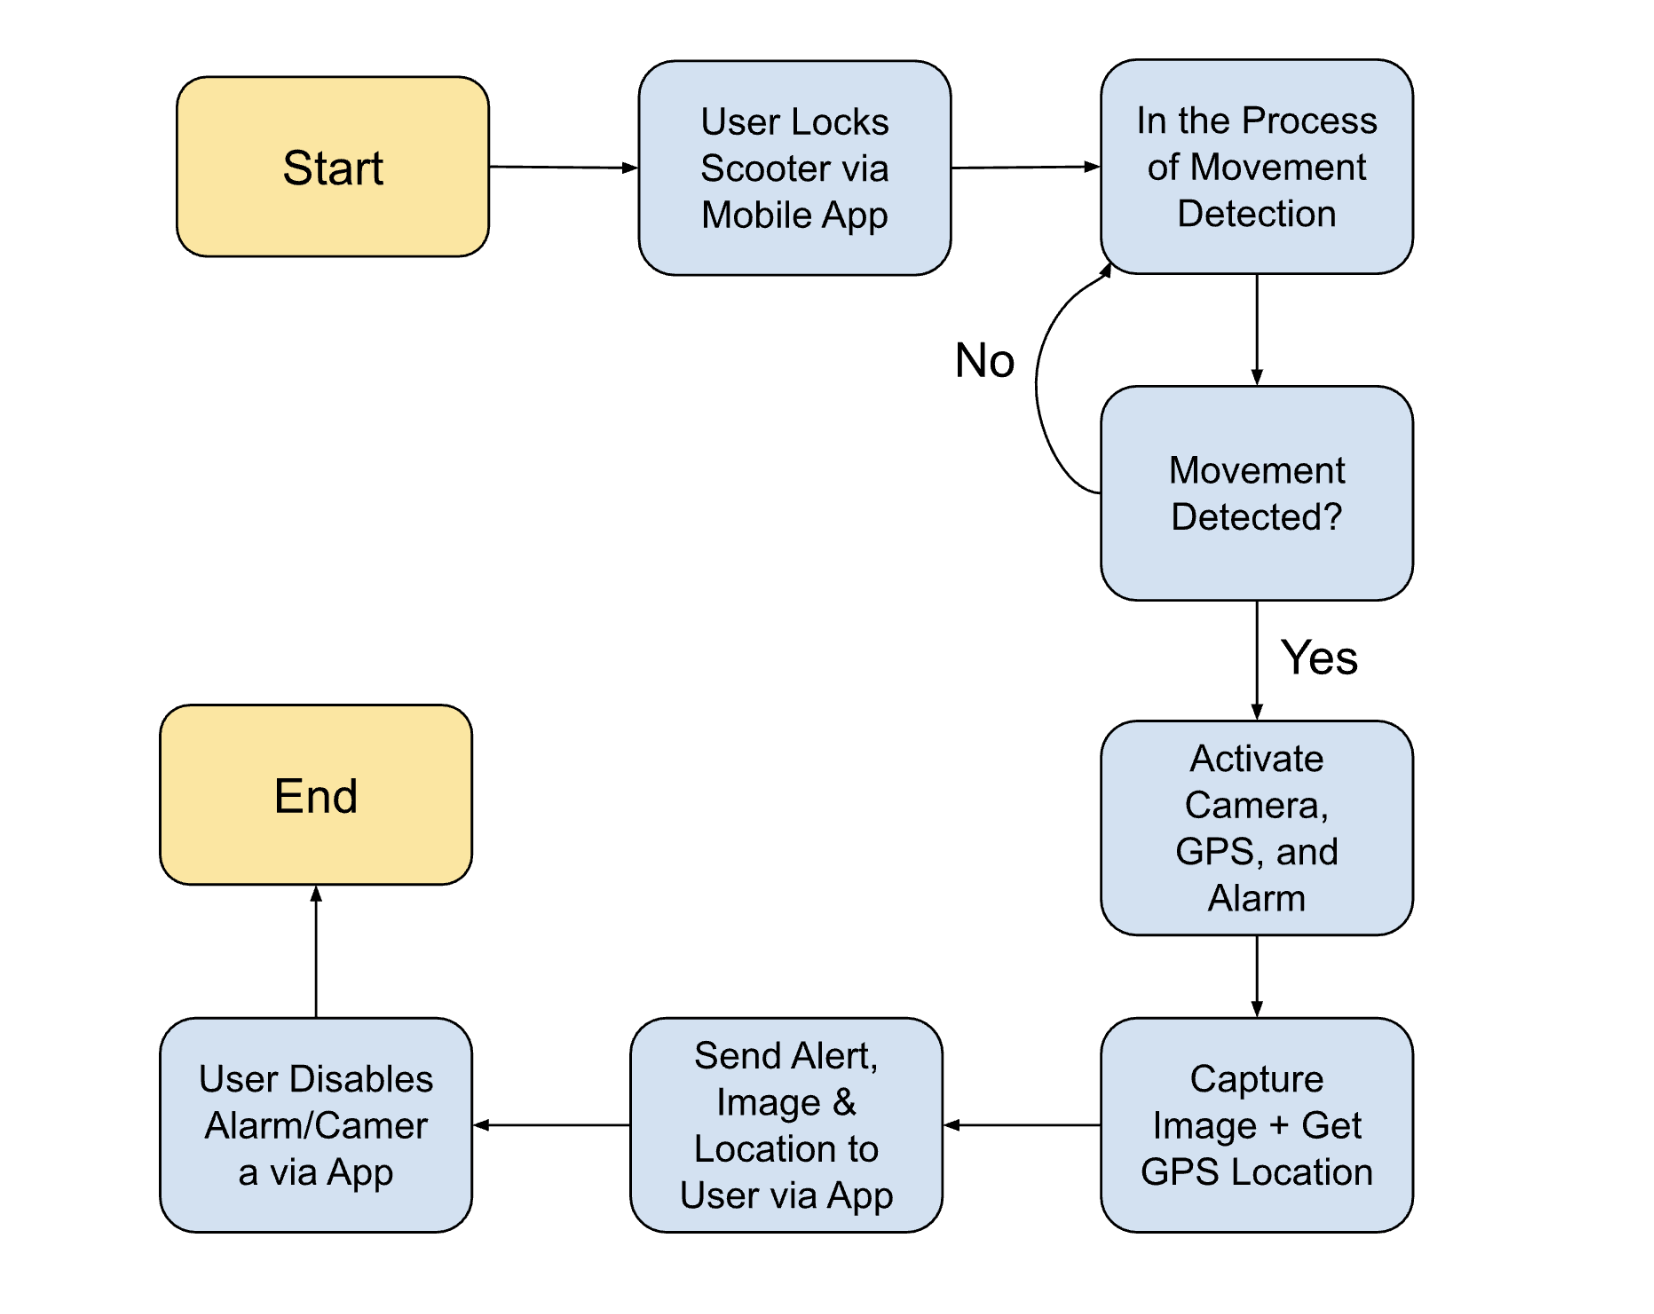 Start
User Locks
Scooter via
Mobile App
In the Process
of Movement
Detection
No
Movement
Detected?
Yes
Activate
Camera,
GPS, and
Alarm
Capture
Image + Get
GPS Location
Send Alert,
Image &
Location to
User via App
User Disables
Alarm/Camer
a via App
End